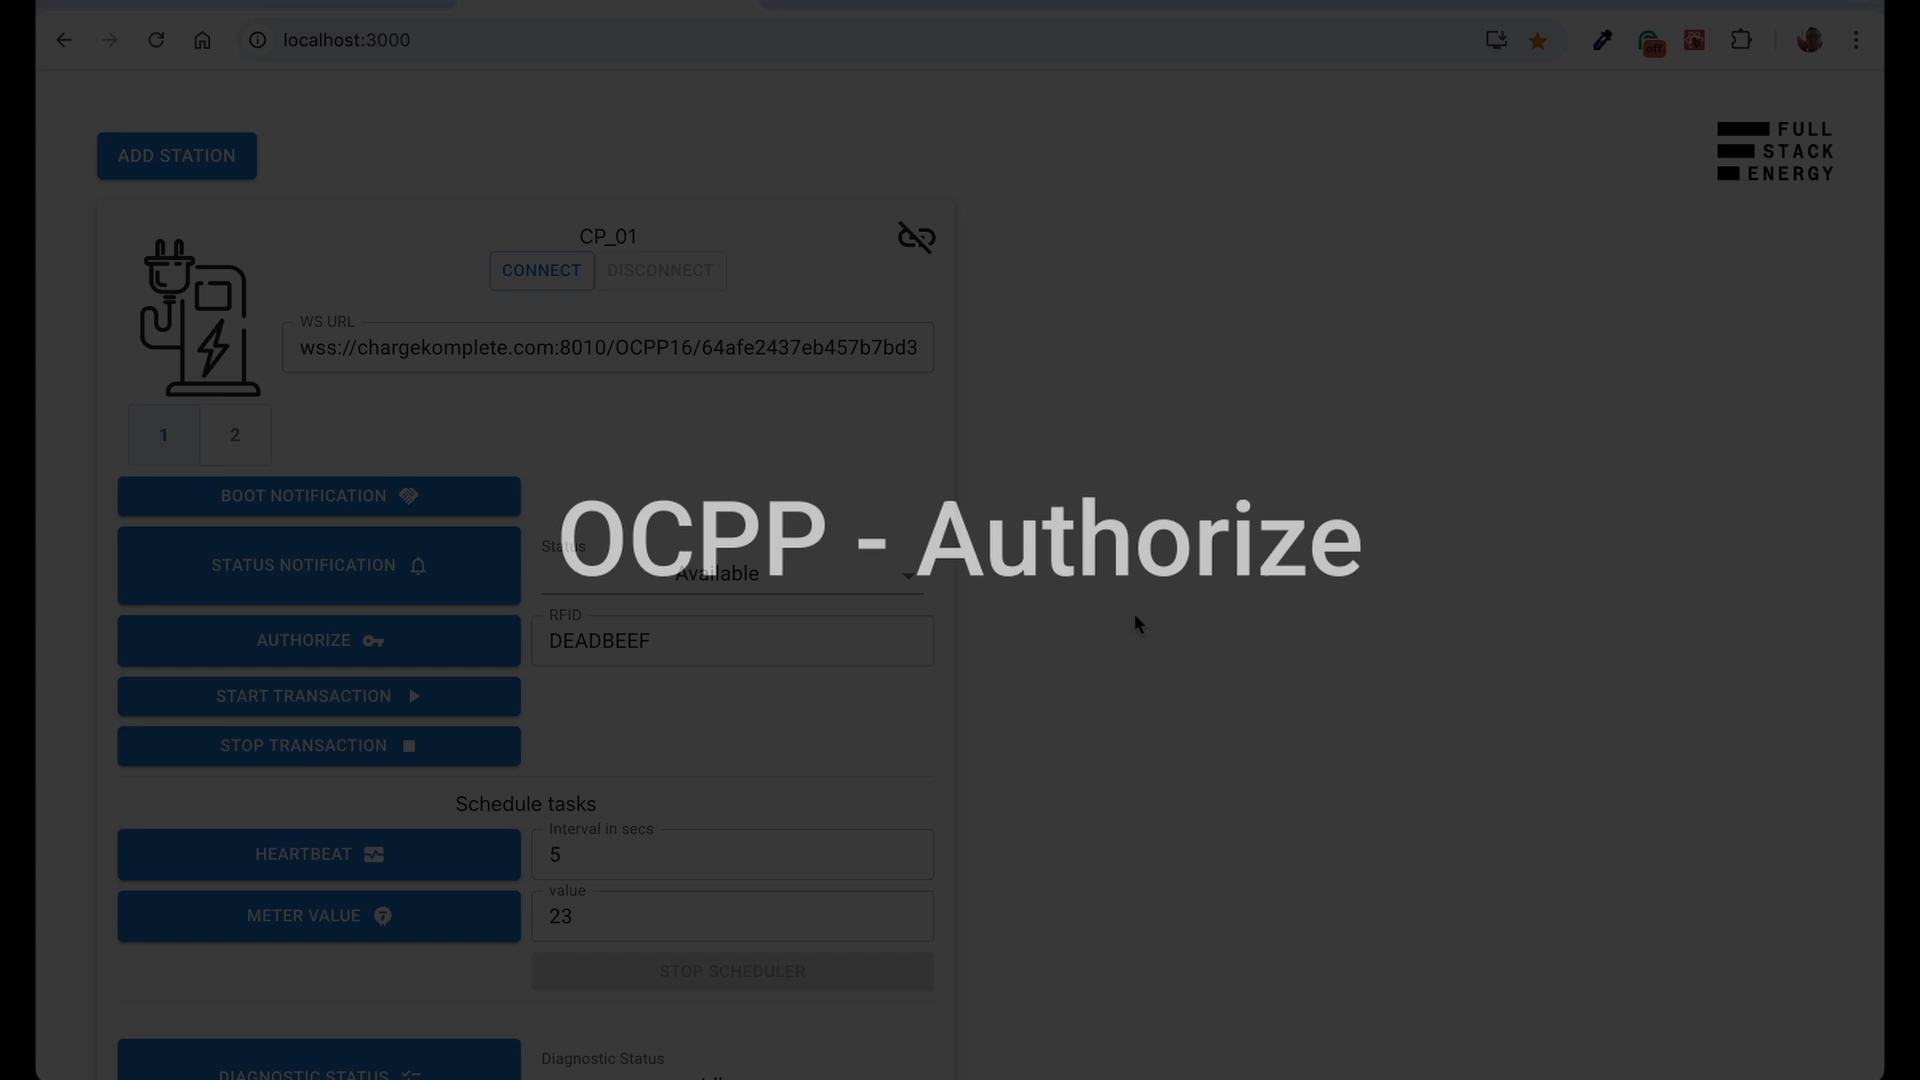 localhost:3000
off
ADD STATION
FULL
STACK
ENERGY
CP_01
CONNECT
DISCONNECT
WS URL
wss://chargekomplete.com:8010/OCPP16/64afe2437eb457b7bd3
1
2
BOOT NOTIFICATION
OCPP - Authorize
Status
STATUS NOTIFICATION
Available
RFID
AUTHORIZE
DEADBEEF
START TRANSACTION
STOP TRANSACTION
Schedule tasks
Interval in secs
HEARTBEAT
5
value
METER VALUE
23
STOP SCHEDULER
Diagnostic Status
DIAGNOSTIC STATUS